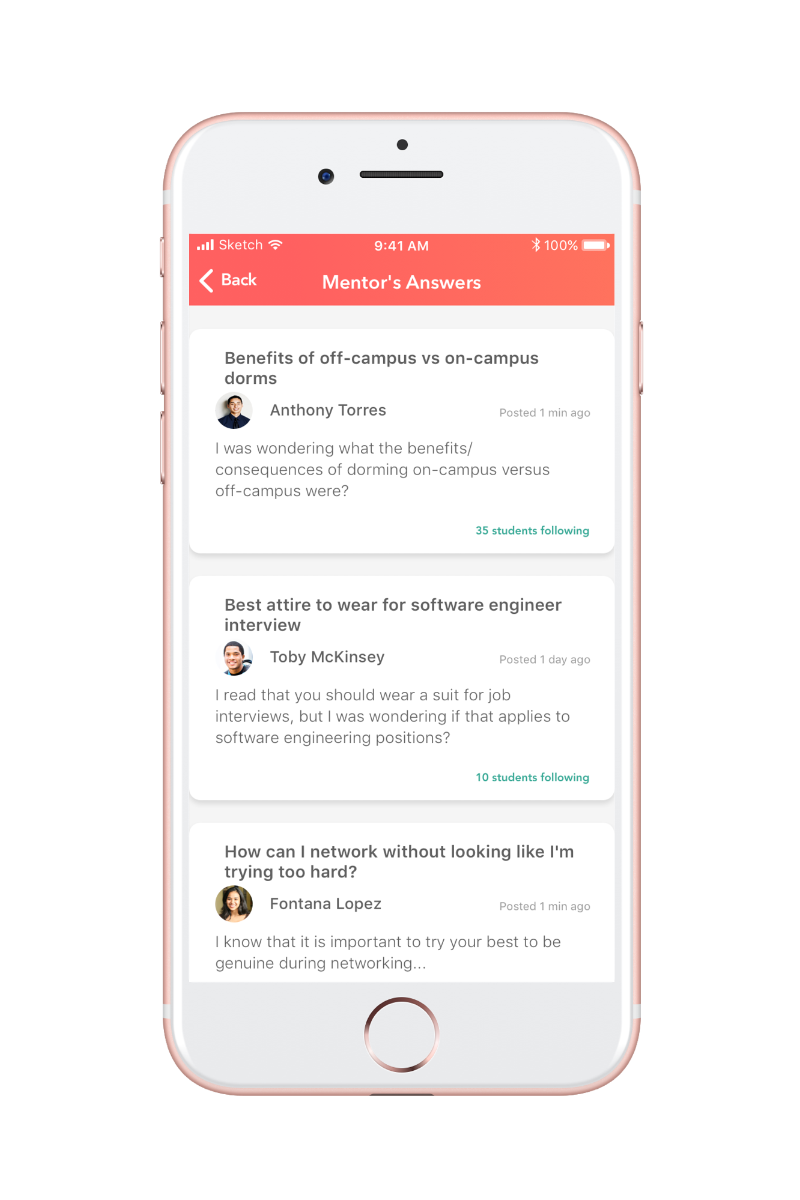 Sketch 9:41 AM 100%
Back Mentor's Answers
Benefits of off-campus vs on-campus
dorms
Anthony Torres Posted 1 min ago
I was wondering what the benefits/
consequences of dorming on-campus versus
off-campus were?
35 students following
Best attire to wear for software engineer
interview
Toby McKinsey Posted 1 day ago
I read that you should wear a suit for job
interviews, but I was wondering if that applies to
software engineering positions?
10 students following
How can I network without looking like I'm
trying too hard?
Fontana Lopez Posted 1 min ago
I know that it is important to try your best to be
genuine during networking...